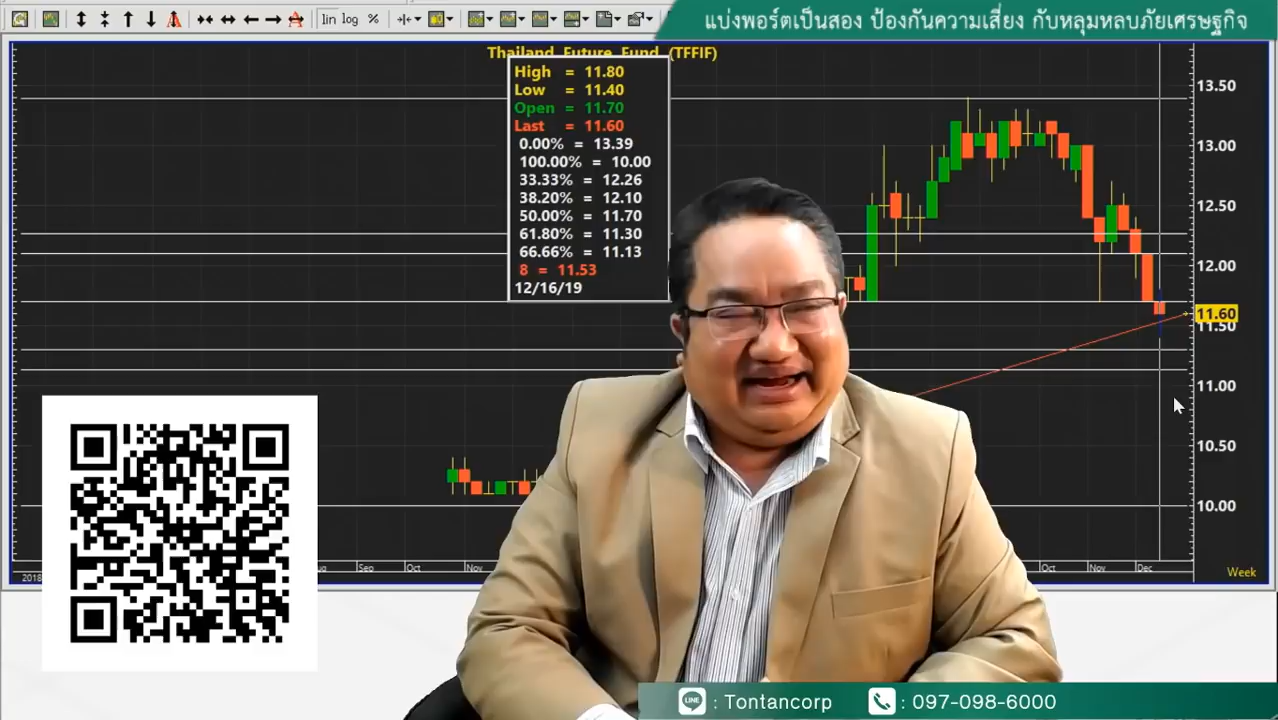 lin log %
แบ่งพอร์ตเป็นสอง ป้องกันความเสี่ยง กับหลุมหลบภัยเศรษฐกิจ
Thailand Future Fund (TFFIF)
High = 11.80
Low = 11.40
Open = 11.70
Last = 11.60
0.00% = 13.39
100.00% = 10.00
33.33% = 12.26
38.20% = 12.10
50.00% = 11.70
61.80% = 11.30
66.66% = 11.13
8 = 11.53
12/16/19
13.50
13.00
12.50
12.00
11.60
11.50
11.00
10.50
10.00
2018
Sep
Oct
Nov
Oct
Nov
Dec
Week
LINE : Tontancorp
: 097-098-6000